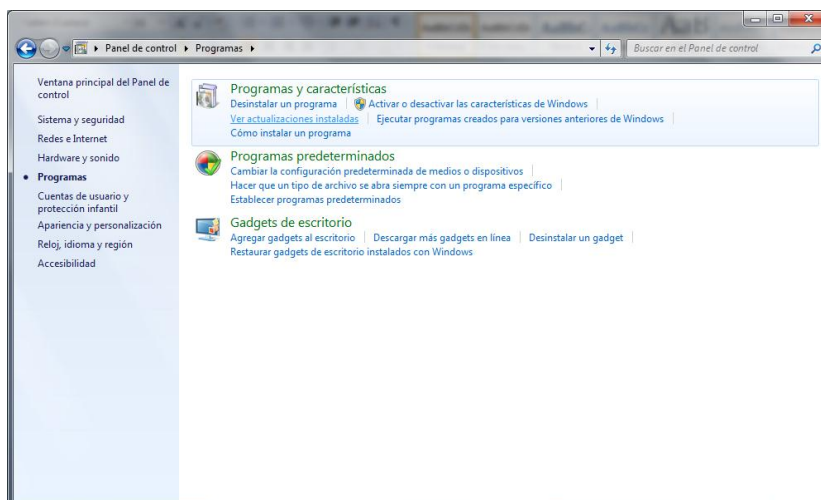 Panel de control ▸ Programas ▸
Buscar en el Panel de control
Ventana principal del Panel de
control
Sistema y seguridad
Redes e Internet
Hardware y sonido
Programas
Cuentas de usuario y
protección infantil
Apariencia y personalización
Reloj, idioma y región
Accesibilidad
Programas y características
Desinstalar un programa Activar o desactivar las características de Windows
Ver actualizaciones instaladas Ejecutar programas creados para versiones anteriores de Windows
Cómo instalar un programa
Programas predeterminados
Cambiar la configuración predeterminada de medios o dispositivos
Hacer que un tipo de archivo se abra siempre con un programa específico
Establecer programas predeterminados
Gadgets de escritorio
Agregar gadgets al escritorio Descargar más gadgets en línea Desinstalar un gadget
Restaurar gadgets de escritorio instalados con Windows